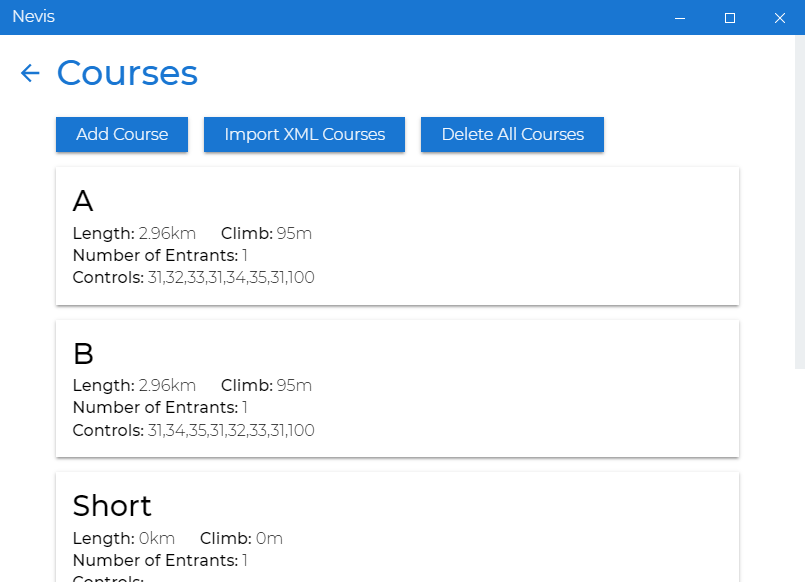 Nevis
Courses
Add Course Import XML Courses Delete All Courses
A
Length: 2.96km Climb: 95m
Number of Entrants: 1
Controls: 31,32,33,31,34,35,31,100
B
Length: 2.96km Climb: 95m
Number of Entrants: 1
Controls: 31,34,35,31,32,33,31,100
Short
Length: 0km Climb: 0m
Number of Entrants: 1
Controls: